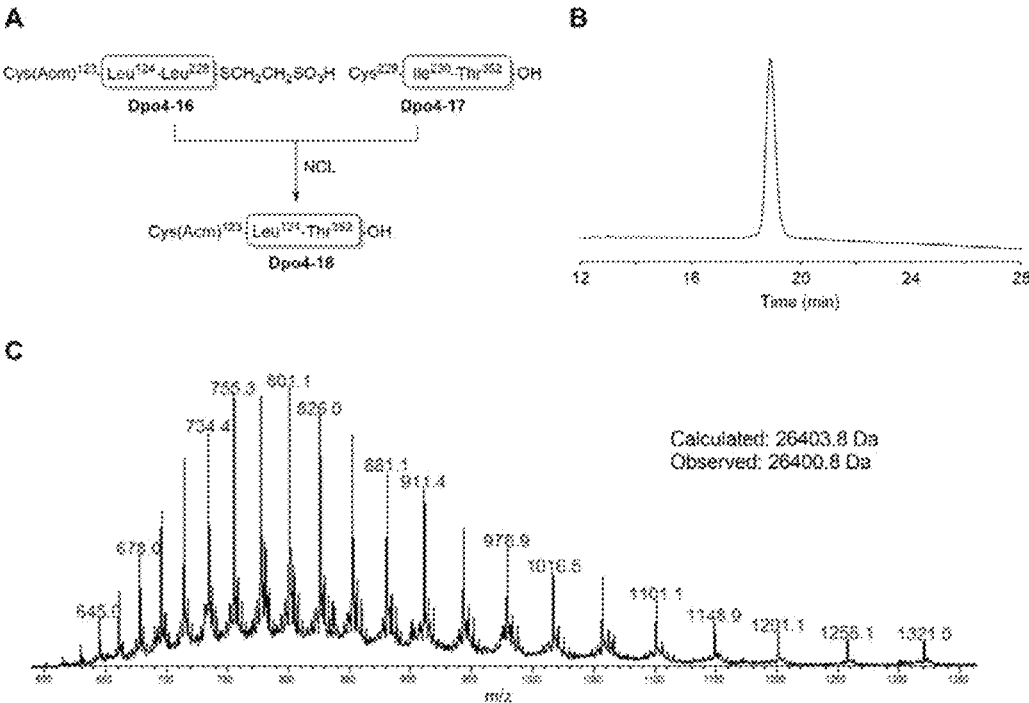 A
Cys(Acm)¹²³-Leu¹²⁴-Leu²²⁸-SCH₂CH₂SO₃H Cys²²⁹-Ile²³⁰-Thr³⁵²-OH
Dpo4-16 Dpo4-17
NCL
Cys(Acm)¹²³-Leu¹²⁴-Thr³⁵²-OH
Dpo4-18
B
12 16 20 24 28
Time (min)
C
755.3 801.1
734.4 826.0
881.1
911.4
678.0 978.9
1016.5
645.0 1101.1
1148.9
1201.1 1258.1 1321.0
Calculated: 26403.8 Da
Observed: 26400.8 Da
m/z